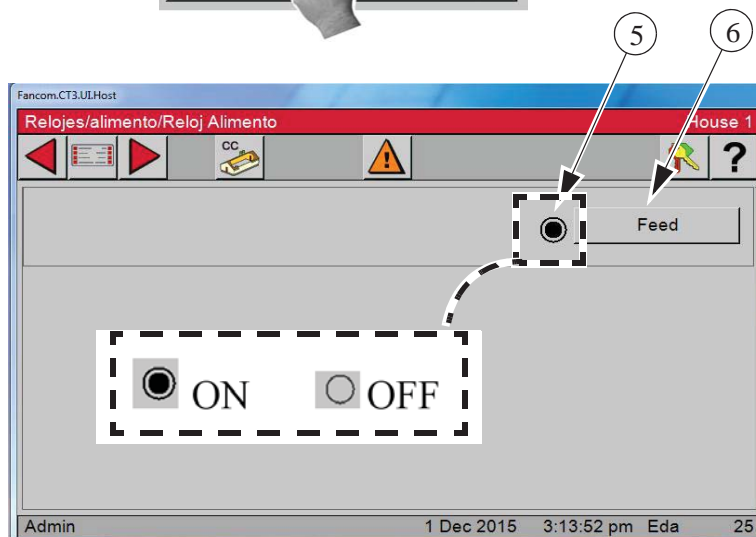 5 6
Fancom.CT3.UI.Host
Relojes/alimento/Reloj Alimento House 1
CC
?
Feed
ON OFF
Admin 1 Dec 2015 3:13:52 pm Eda 25